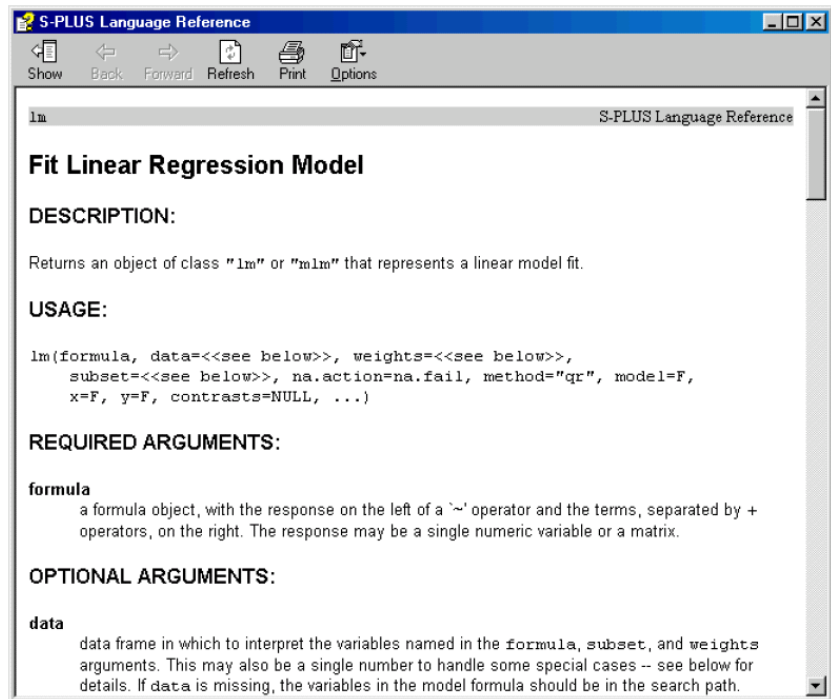 S-PLUS Language Reference
Show Back Forward Refresh Print Options
lm S-PLUS Language Reference
Fit Linear Regression Model
DESCRIPTION:
Returns an object of class "lm" or "mlm" that represents a linear model fit.
USAGE:
lm(formula, data=<<see below>>, weights=<<see below>>,
subset=<<see below>>, na.action=na.fail, method="qr", model=F,
x=F, y=F, contrasts=NULL, ...)
REQUIRED ARGUMENTS:
formula
a formula object, with the response on the left of a `~' operator and the terms, separated by +
operators, on the right. The response may be a single numeric variable or a matrix.
OPTIONAL ARGUMENTS:
data
data frame in which to interpret the variables named in the formula, subset, and weights
arguments. This may also be a single number to handle some special cases -- see below for
details. If data is missing, the variables in the model formula should be in the search path.